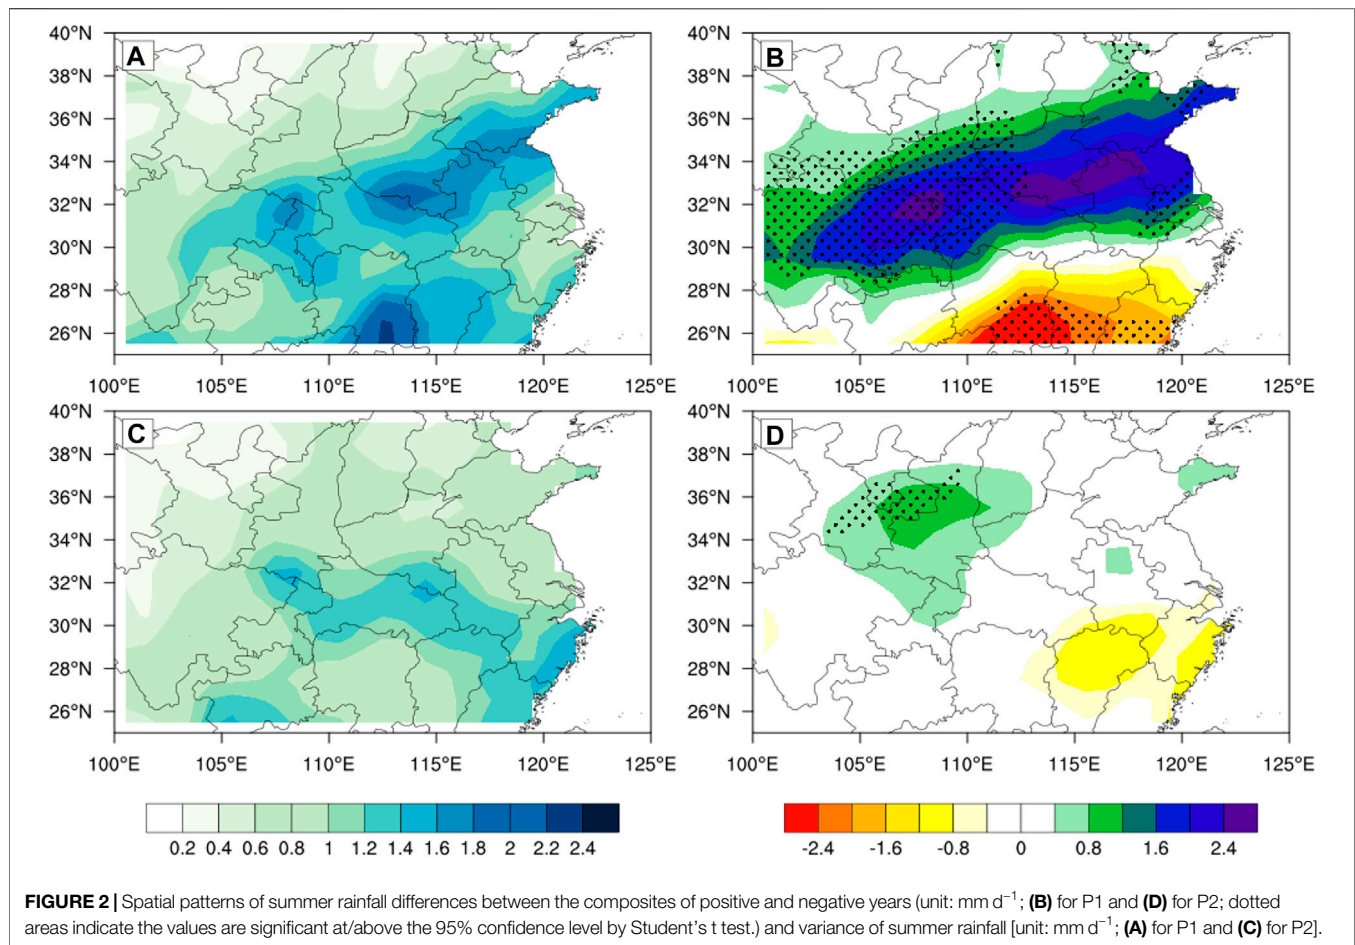 A
40°N
38°N
36°N
34°N
32°N
30°N
28°N
26°N
100°E 105°E 110°E 115°E 120°E 125°E
B
40°N
38°N
36°N
34°N
32°N
30°N
28°N
26°N
100°E 105°E 110°E 115°E 120°E 125°E
C
40°N
38°N
36°N
34°N
32°N
30°N
28°N
26°N
100°E 105°E 110°E 115°E 120°E 125°E
D
40°N
38°N
36°N
34°N
32°N
30°N
28°N
26°N
100°E 105°E 110°E 115°E 120°E 125°E
0.2 0.4 0.6 0.8 1 1.2 1.4 1.6 1.8 2 2.2 2.4
-2.4 -1.6 -0.8 0 0.8 1.6 2.4
FIGURE 2 | Spatial patterns of summer rainfall differences between the composites of positive and negative years (unit: mm d⁻¹; (B) for P1 and (D) for P2; dotted
areas indicate the values are significant at/above the 95% confidence level by Student's t test.) and variance of summer rainfall [unit: mm d⁻¹; (A) for P1 and (C) for P2].